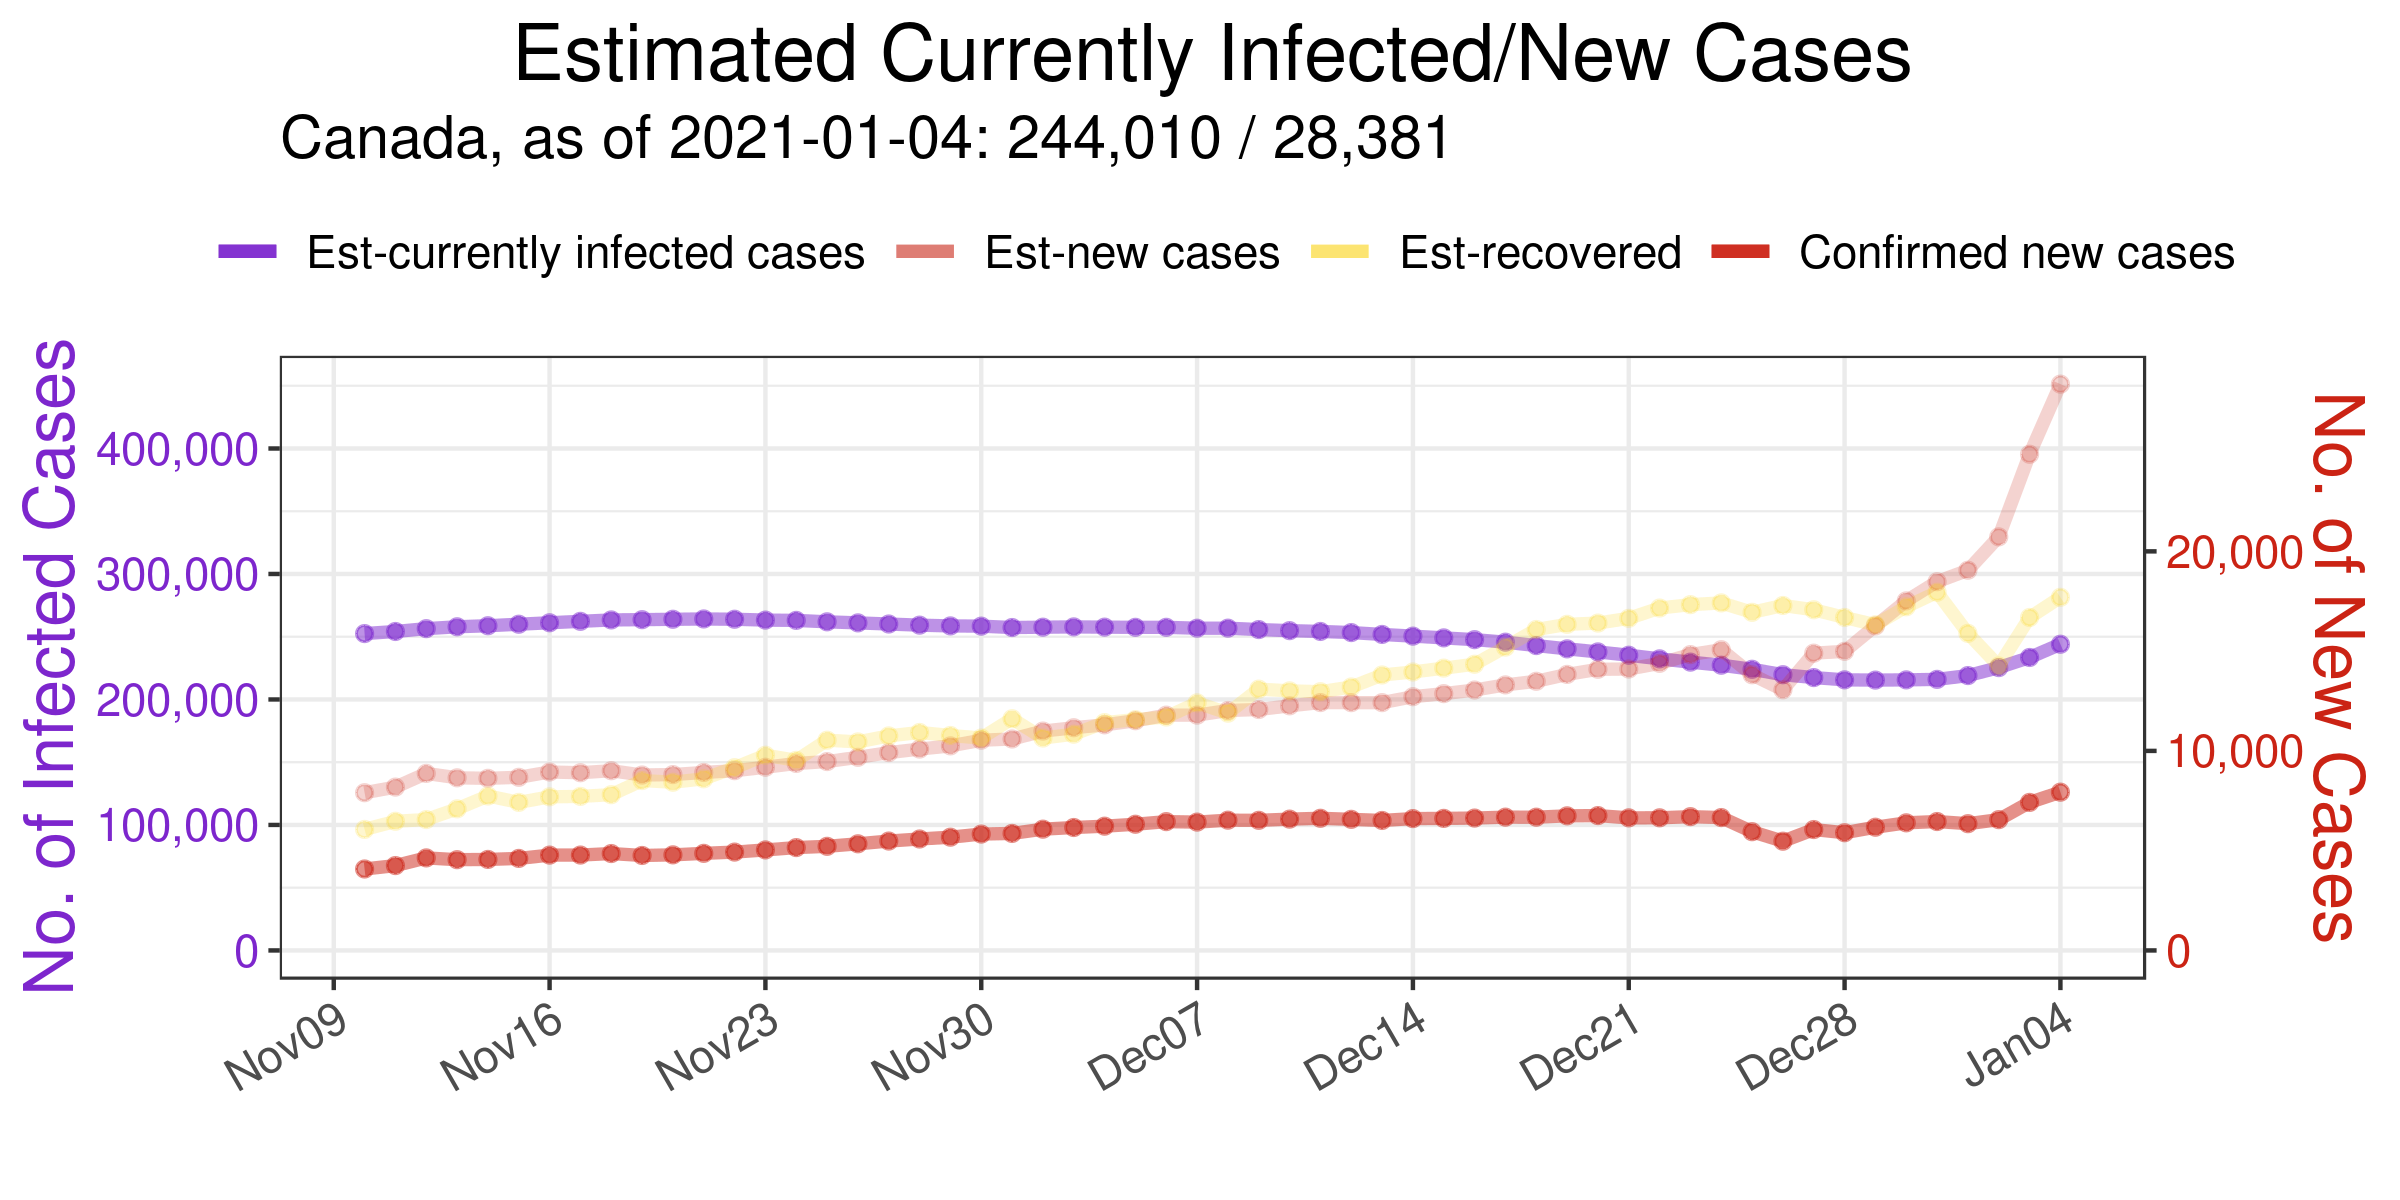 Estimated Currently Infected/New Cases
Canada, as of 2021-01-04: 244,010 / 28,381
Est-currently infected cases Est-new cases Est-recovered Confirmed new cases
No. of Infected Cases
400,000
300,000
200,000
100,000
0
20,000
10,000
0
No. of New Cases
Nov09 Nov16 Nov23 Nov30 Dec07 Dec14 Dec21 Dec28 Jan04